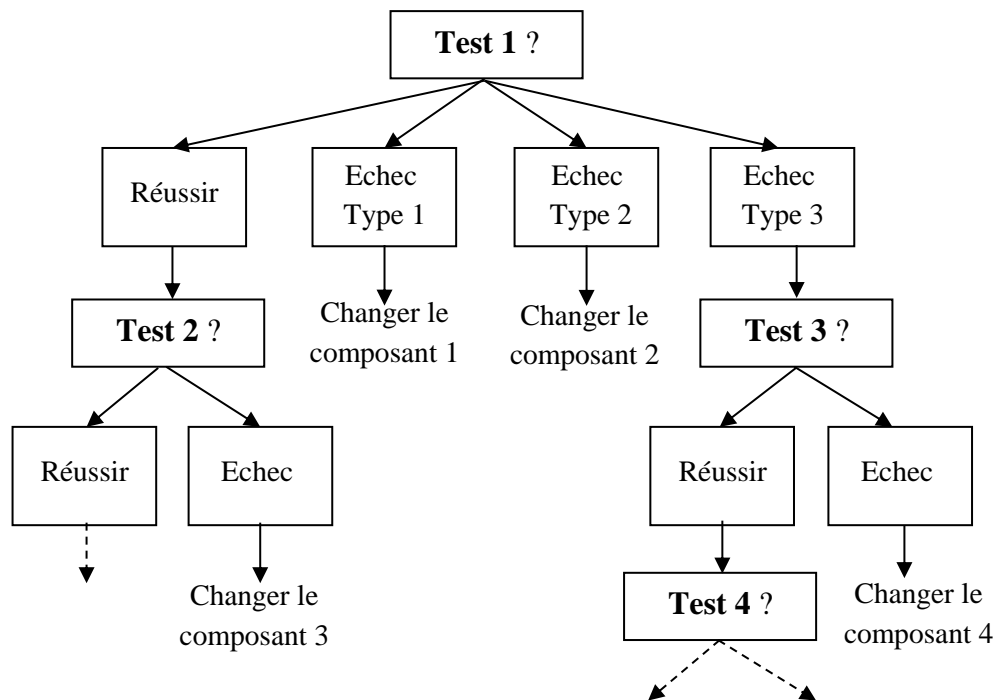 Test 1 ?
Réussir
Echec
Type 1
Echec
Type 2
Echec
Type 3
Test 2 ?
Changer le
composant 1
Changer le
composant 2
Test 3 ?
Réussir
Echec
Réussir
Echec
Changer le
composant 3
Test 4 ?
Changer le
composant 4